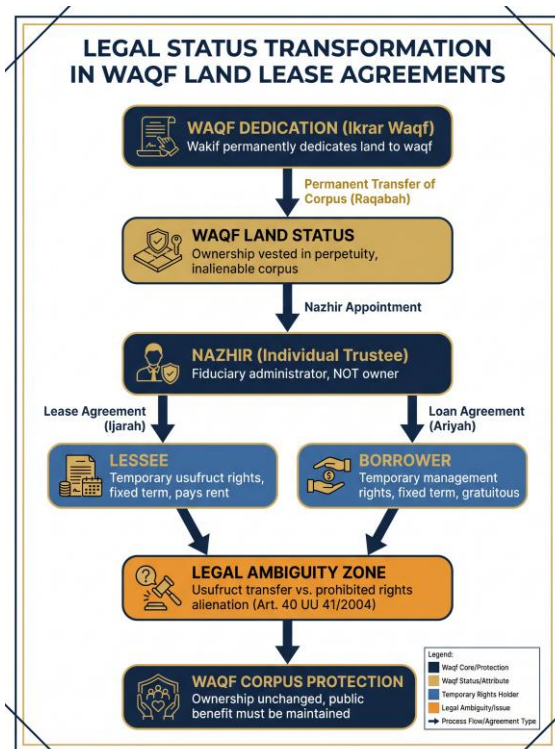 LEGAL STATUS TRANSFORMATION
IN WAQF LAND LEASE AGREEMENTS
WAQF DEDICATION (Ikrar Waqf)
Wakif permanently dedicates land to waqf
Permanent Transfer of
Corpus (Raqabah)
WAQF LAND STATUS
Ownership vested in perpetuity,
inalienable corpus
Nazhir Appointment
NAZHIR (Individual Trustee)
Fiduciary administrator, NOT owner
Lease Agreement
(Ijarah)
Loan Agreement
(Ariyah)
LESSEE
Temporary usufruct rights,
fixed term, pays rent
BORROWER
Temporary management
rights, fixed term, gratuitous
LEGAL AMBIGUITY ZONE
Usufruct transfer vs. prohibited rights
alienation (Art. 40 UU 41/2004)
WAQF CORPUS PROTECTION
Ownership unchanged, public
benefit must be maintained
Legend:
Waqf Core/Protection
Waqf Status/Attribute
Temporary Rights Holder
Legal Ambiguity/Issue
Process Flow/Agreement Type